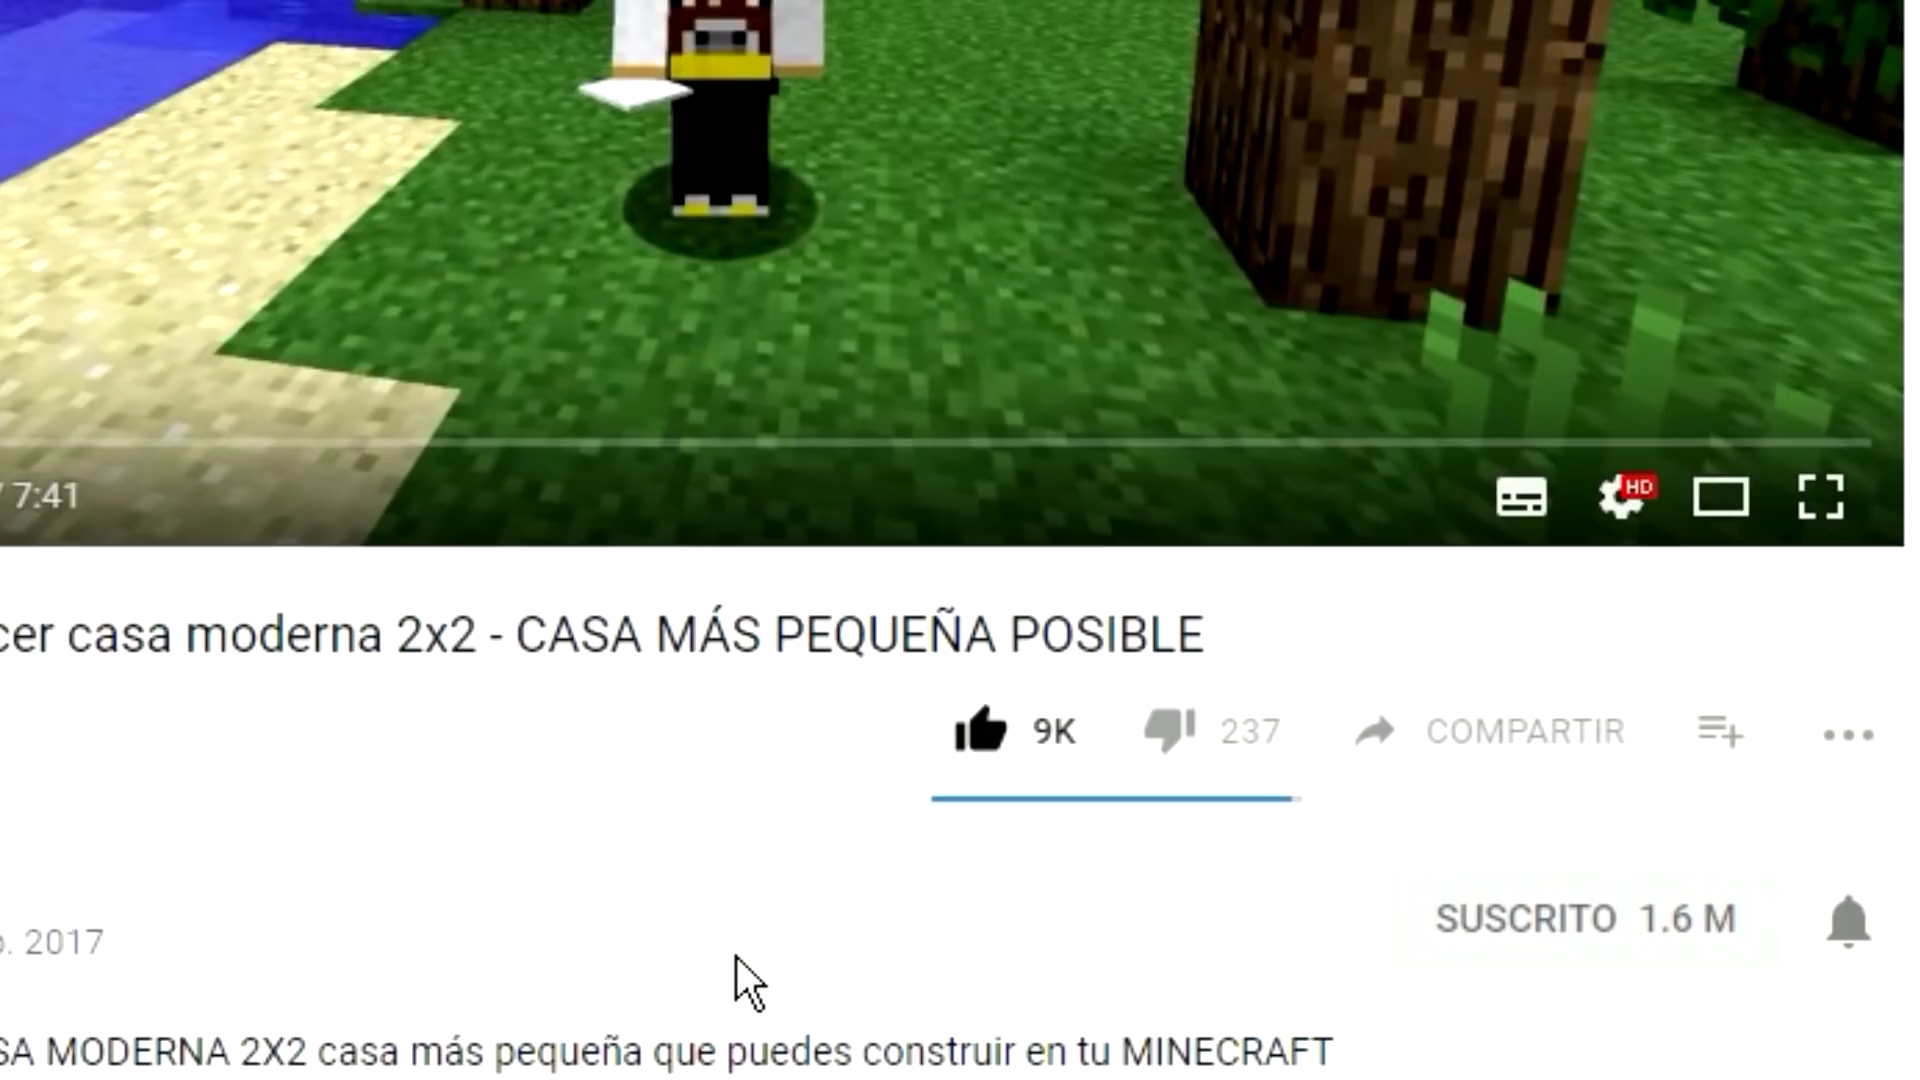 / 7:41
HD
cer casa moderna 2x2 - CASA MÁS PEQUEÑA POSIBLE
9K 237 COMPARTIR
SUSCRITO 1.6 M
. 2017
SA MODERNA 2X2 casa más pequeña que puedes construir en tu MINECRAFT